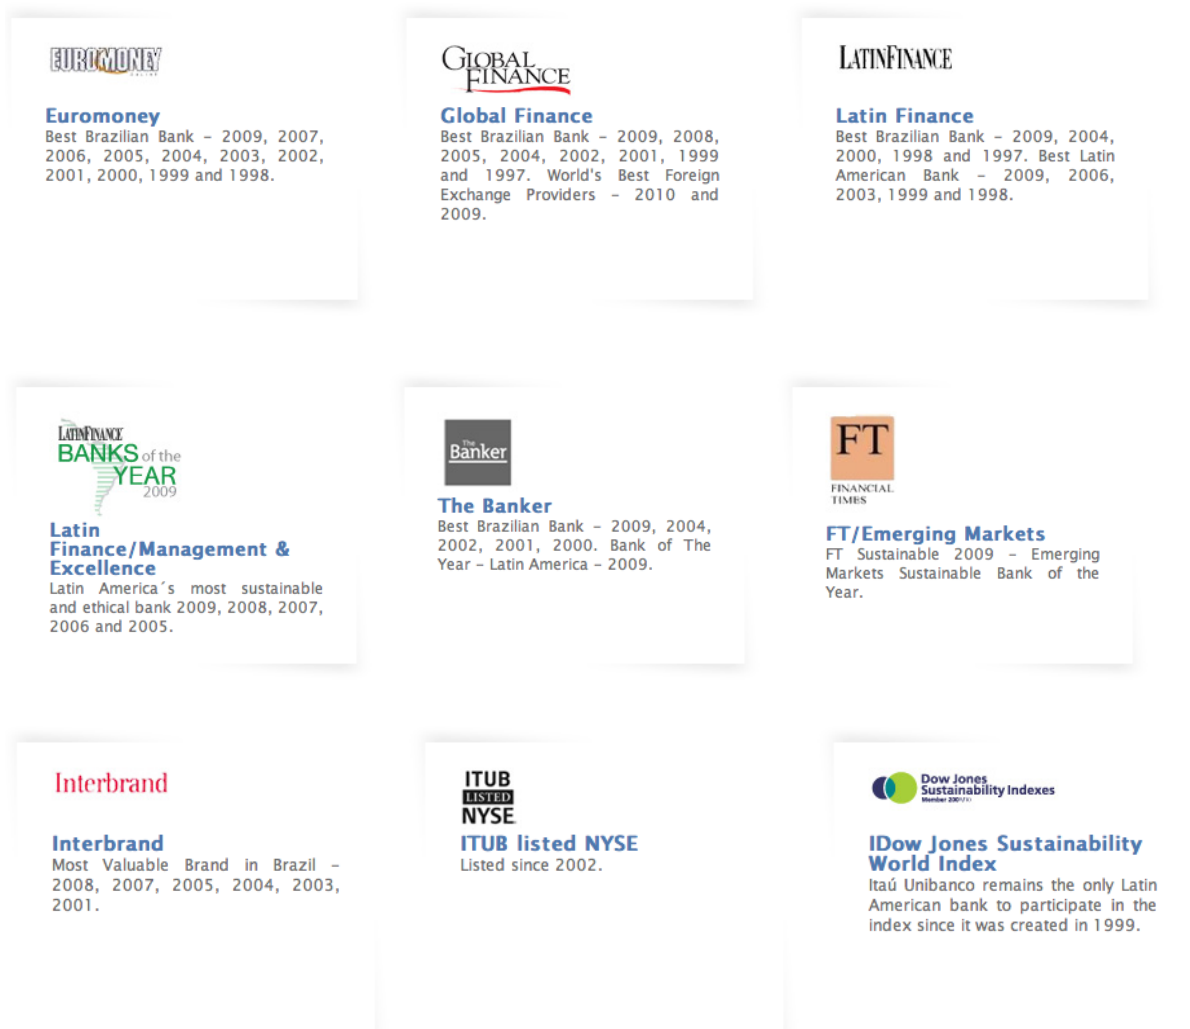 EUROMONEY
Euromoney
Best Brazilian Bank – 2009, 2007,
2006, 2005, 2004, 2003, 2002,
2001, 2000, 1999 and 1998.
GLOBAL
FINANCE
Global Finance
Best Brazilian Bank – 2009, 2008,
2005, 2004, 2002, 2001, 1999
and 1997. World's Best Foreign
Exchange Providers – 2010 and
2009.
LATINFINANCE
Latin Finance
Best Brazilian Bank – 2009, 2004,
2000, 1998 and 1997. Best Latin
American Bank – 2009, 2006,
2003, 1999 and 1998.
LATINFINANCE
BANKS of the
YEAR
2009
Latin
Finance/Management &
Excellence
Latin America´s most sustainable
and ethical bank 2009, 2008, 2007,
2006 and 2005.
The
Banker
The Banker
Best Brazilian Bank – 2009, 2004,
2002, 2001, 2000. Bank of The
Year – Latin America – 2009.
FT
FINANCIAL
TIMES
FT/Emerging Markets
FT Sustainable 2009 – Emerging
Markets Sustainable Bank of the
Year.
Interbrand
Interbrand
Most Valuable Brand in Brazil –
2008, 2007, 2005, 2004, 2003,
2001.
ITUB
LISTED
NYSE
ITUB listed NYSE
Listed since 2002.
Dow Jones
Sustainability Indexes
IDow Jones Sustainability
World Index
Itaú Unibanco remains the only Latin
American bank to participate in the
index since it was created in 1999.